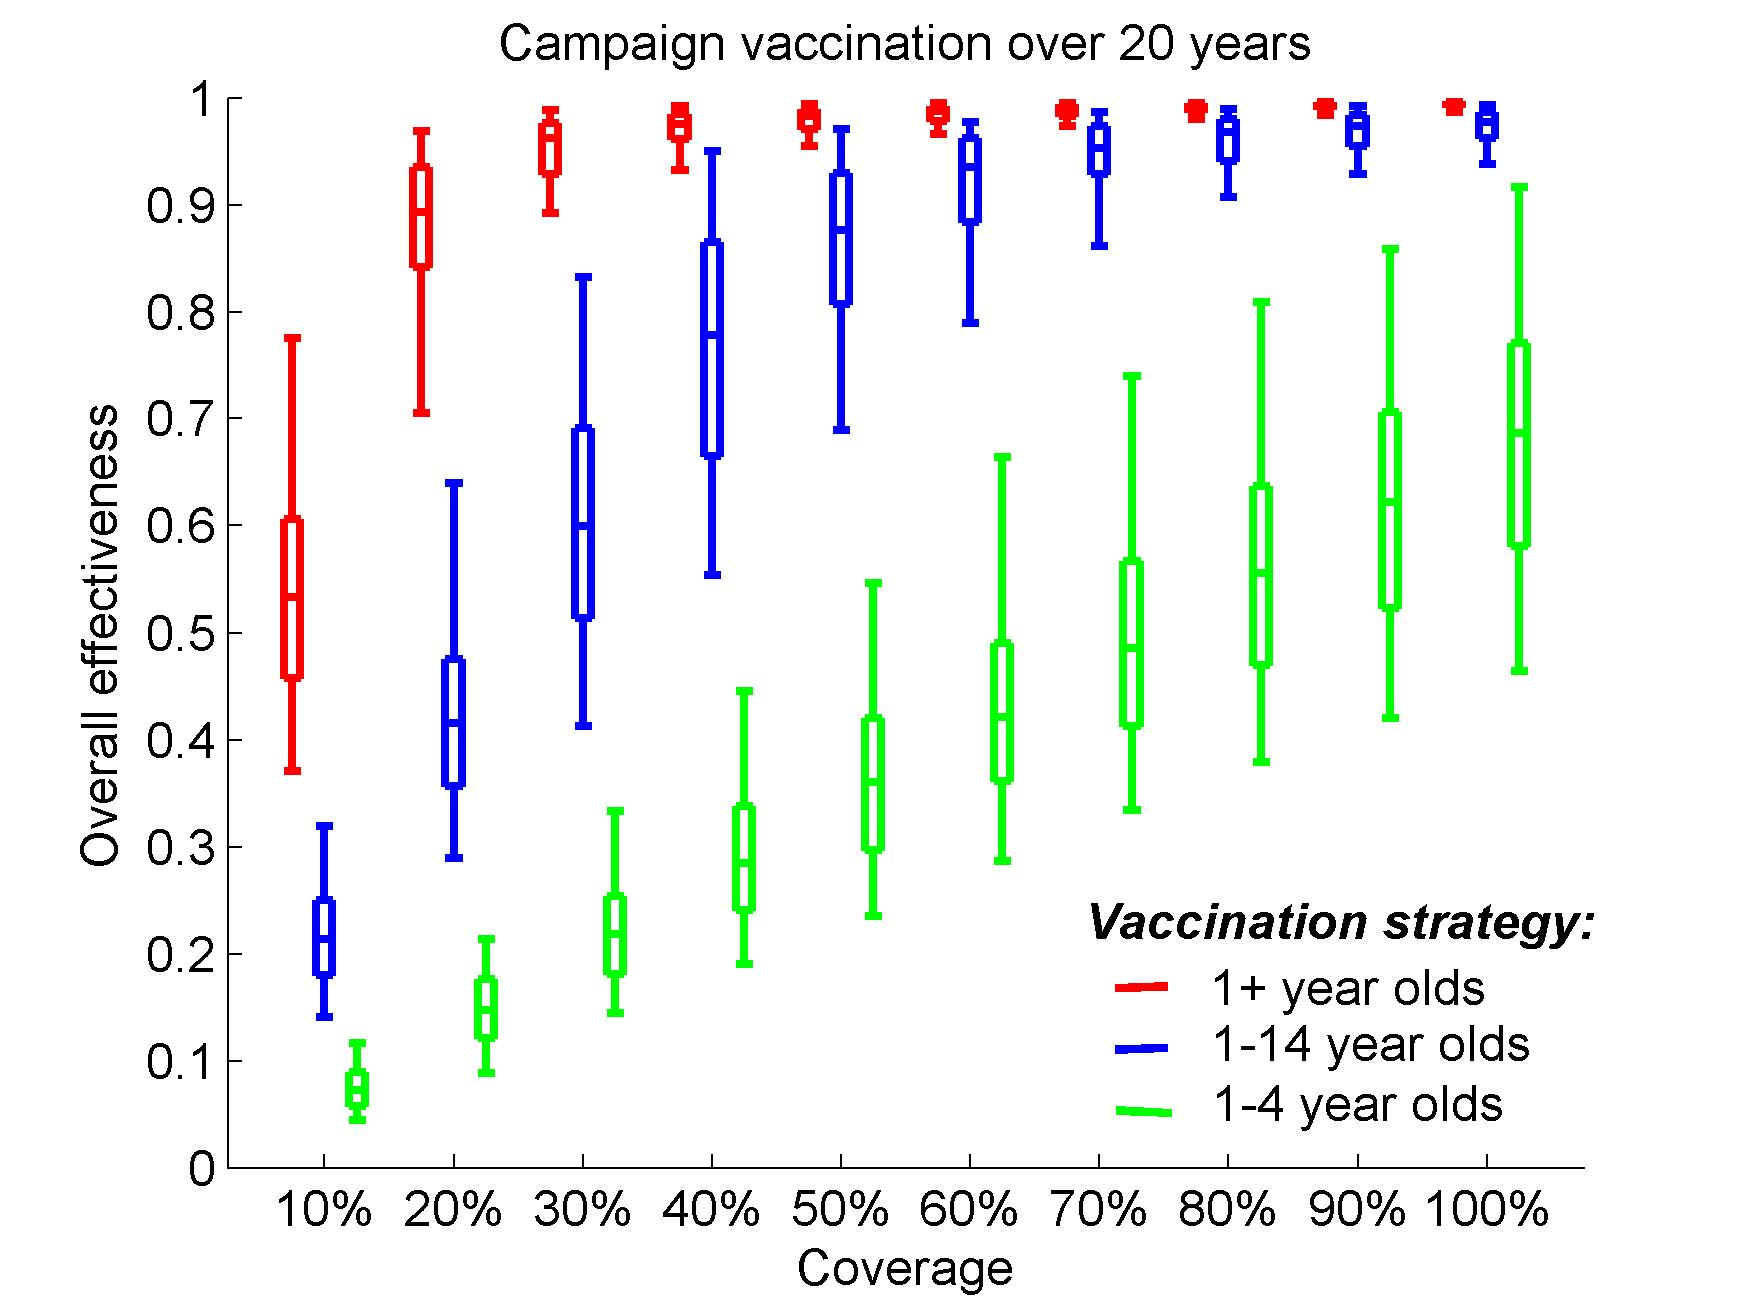 Campaign vaccination over 20 years
1
0.9
0.8
0.7
0.6
0.5
0.4
0.3
0.2
0.1
0
Overall effectiveness
Vaccination strategy:
1+ year olds
1-14 year olds
1-4 year olds
10% 20% 30% 40% 50% 60% 70% 80% 90% 100%
Coverage